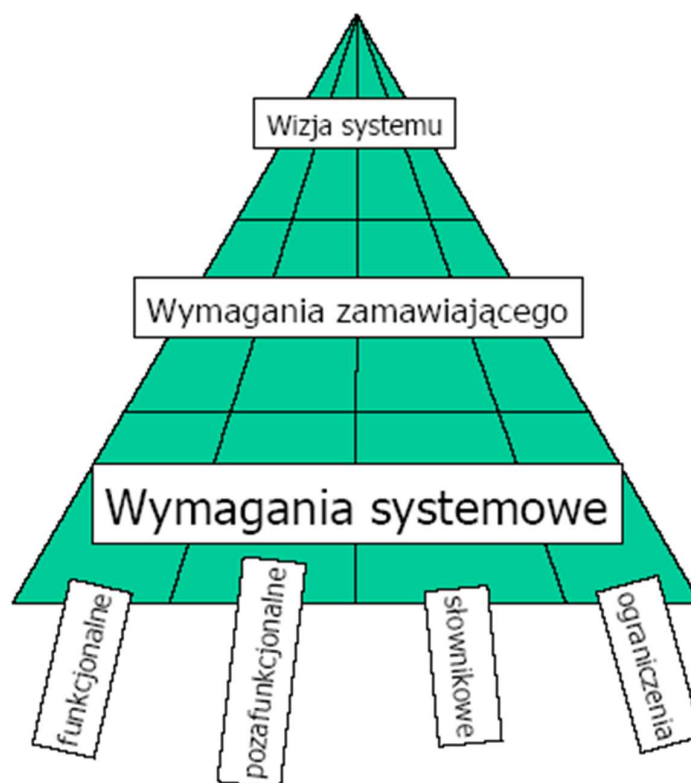 Wizja systemu
Wymagania zamawiającego
Wymagania systemowe
funkcjonalne
pozafunkcjonalne
słownikowe
ograniczenia